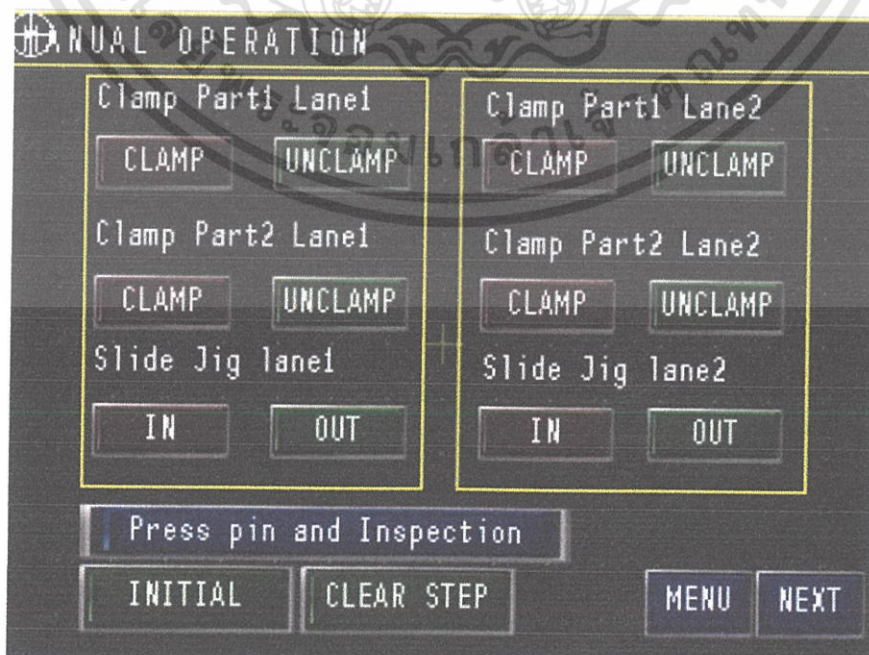 MANUAL OPERATION
Clamp Part1 Lane1
CLAMP UNCLAMP
Clamp Part2 Lane1
CLAMP UNCLAMP
Slide Jig lane1
IN OUT
Clamp Part1 Lane2
CLAMP UNCLAMP
Clamp Part2 Lane2
CLAMP UNCLAMP
Slide Jig lane2
IN OUT
Press pin and Inspection
INITIAL CLEAR STEP
MENU NEXT